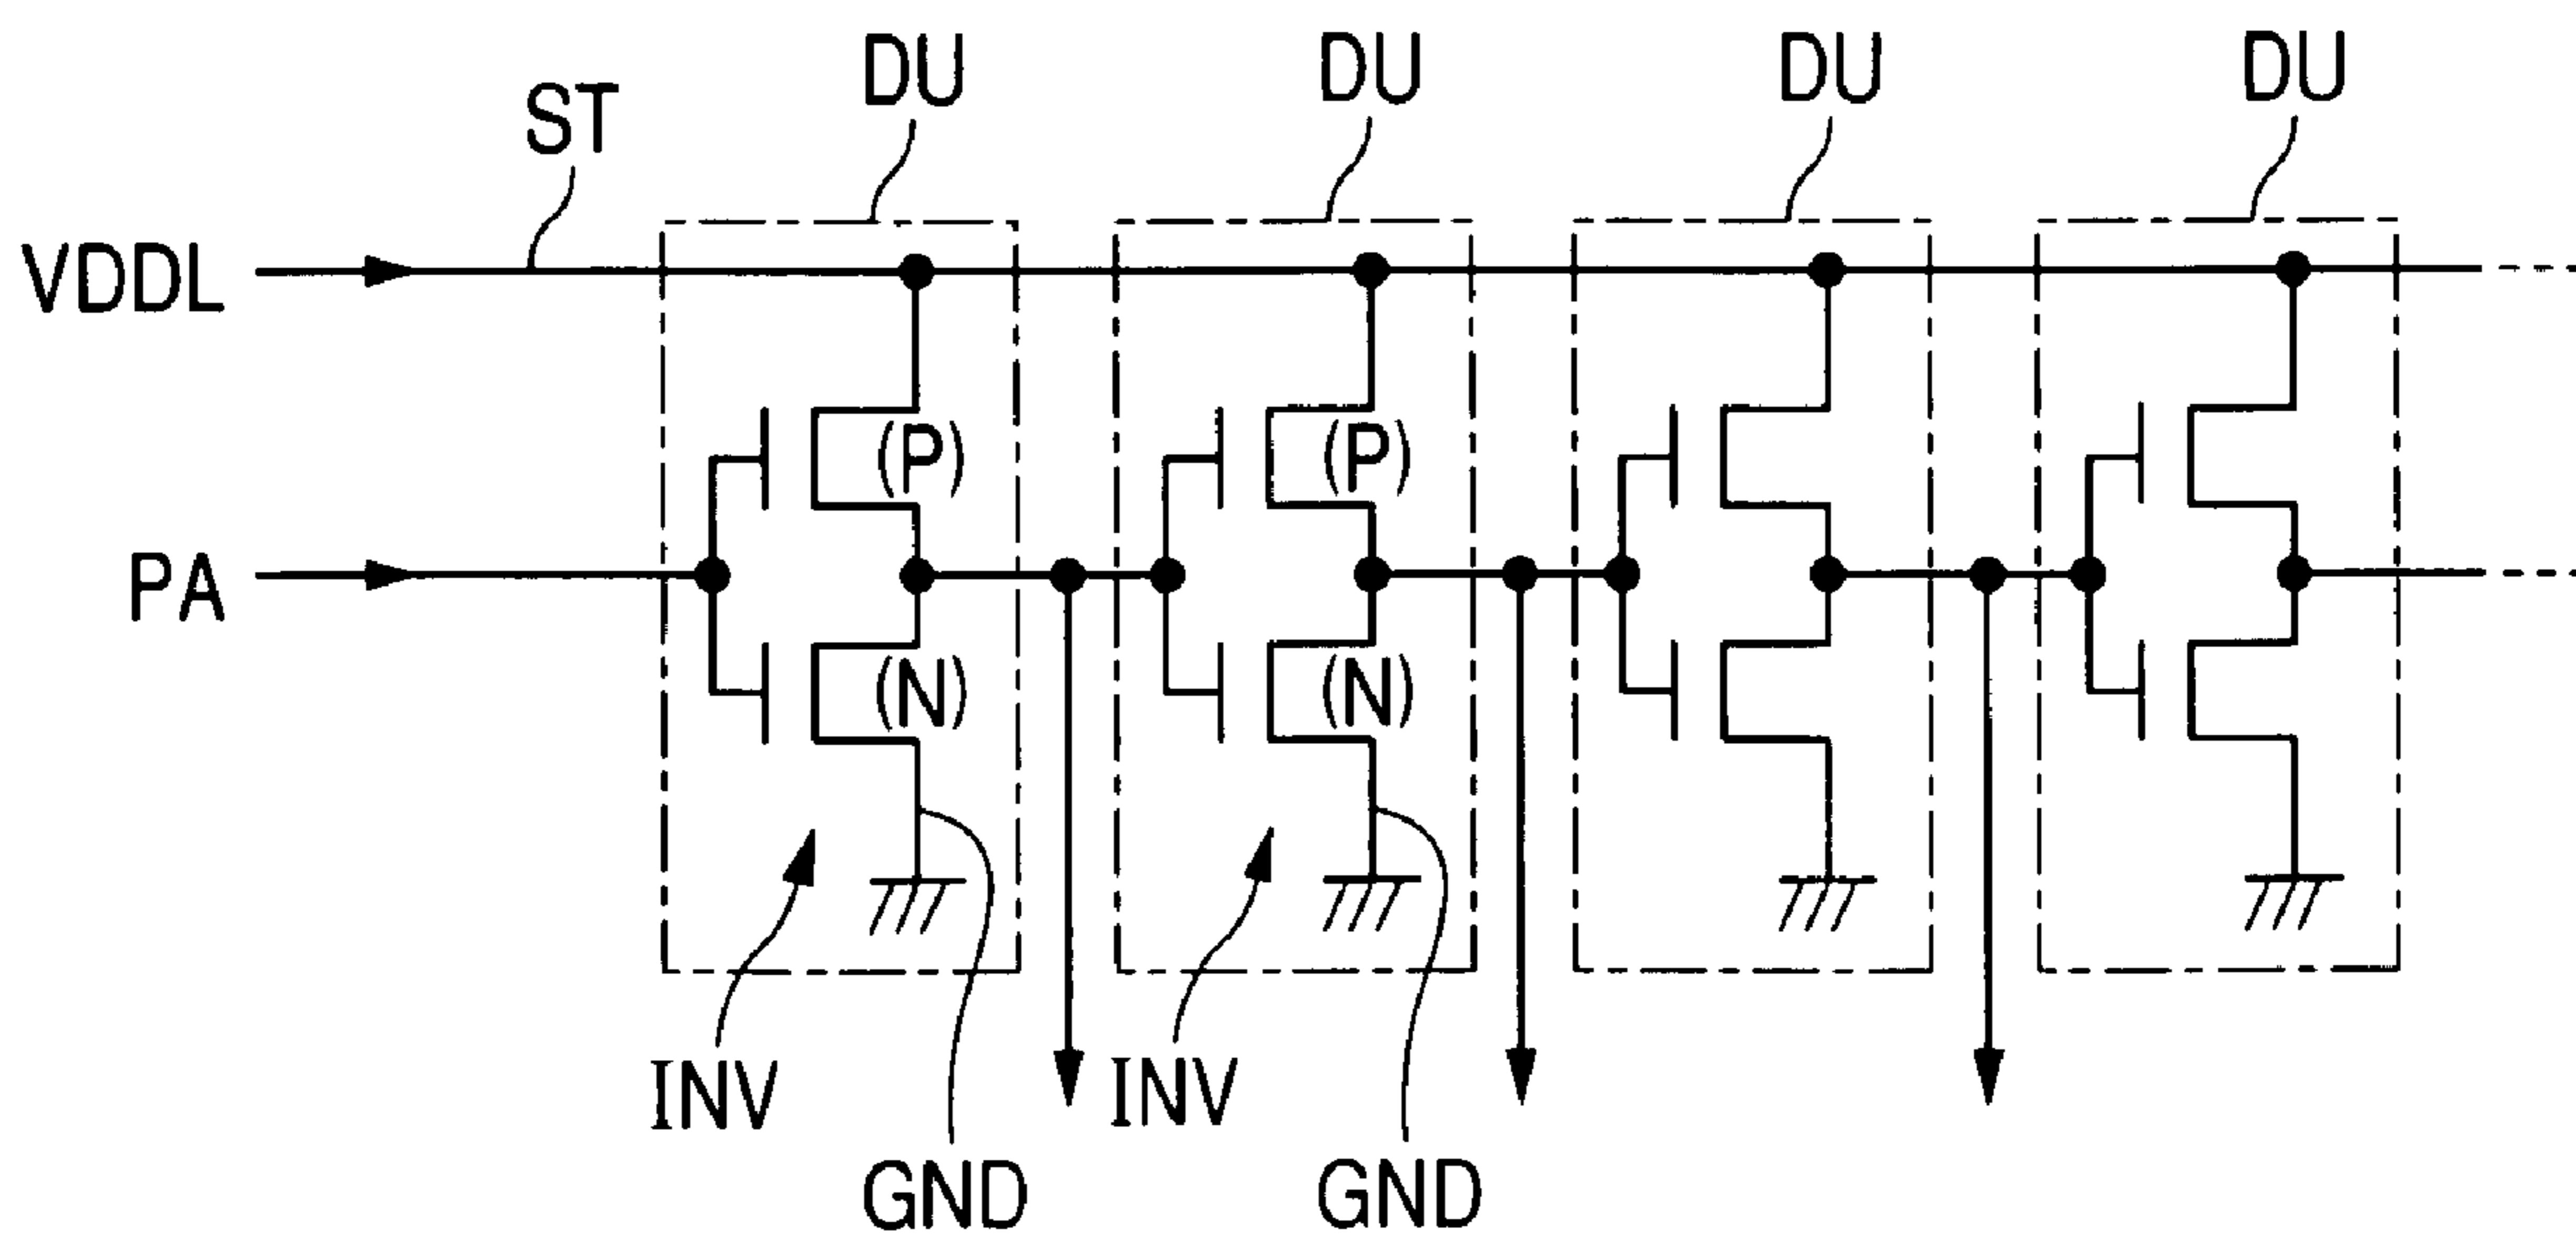 DU
DU
DU
DU
ST
VDDL
(P)
(P)
PA
(N)
(N)
INV
INV
GND
GND